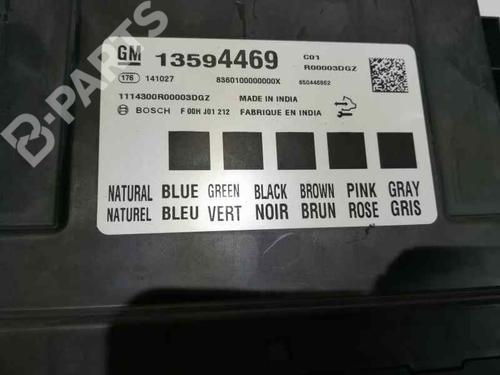 GM 13594469 C01
R00003DGZ
176 141027 8360100000000X 650446862
1114300R00003DGZ MADE IN INDIA
BOSCH F 00H J01 212 FABRIQUE EN INDIA
NATURAL BLUE GREEN BLACK BROWN PINK GRAY
NATUREL BLEU VERT NOIR BRUN ROSE GRIS
B-PARTS